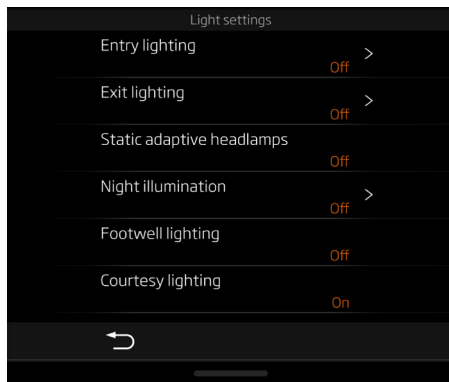 Light settings
Entry lighting
Off
Exit lighting
Off
Static adaptive headlamps
Off
Night illumination
Off
Footwell lighting
Off
Courtesy lighting
On